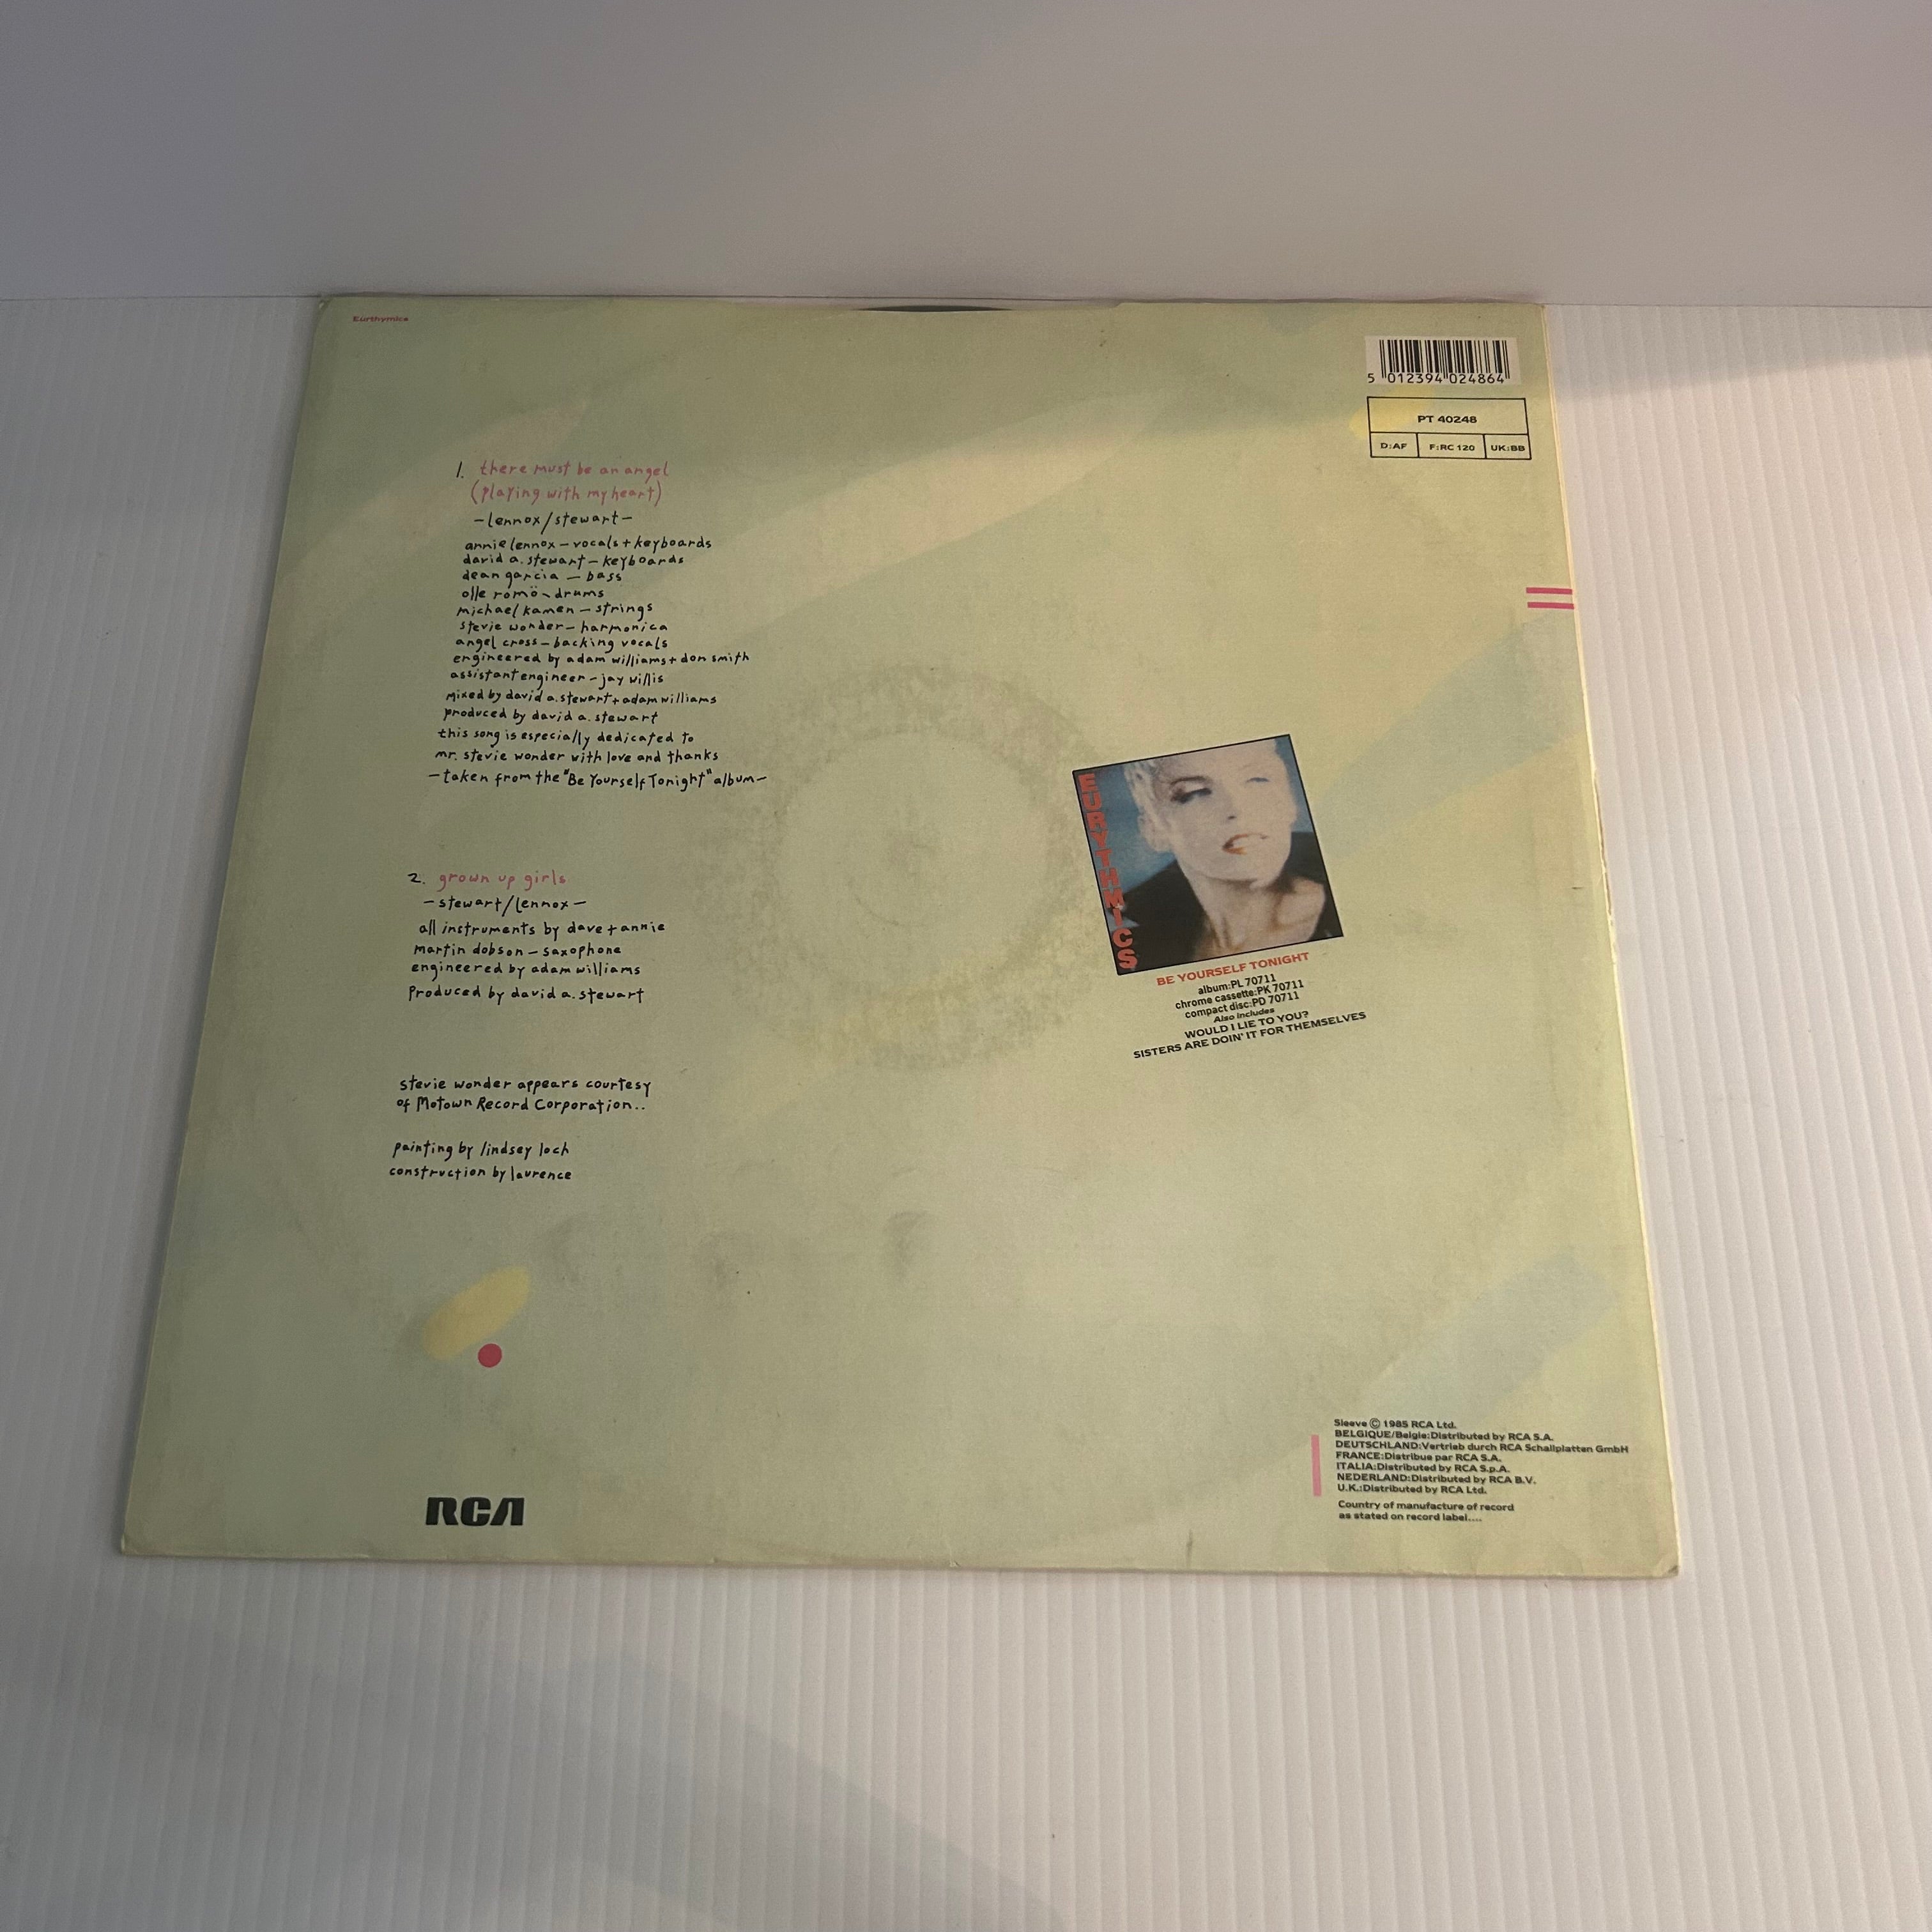 Eurthymics
5 012394 024864
PT 40248
D:AF F:RC 120 UK:BB
1. there must be an angel
(playing with my heart)
-lennox/stewart-
annie lennox-vocals+keyboards
david a. stewart-keyboards
dean garcia-bass
olle romö-drums
michael kamen-strings
stevie wonder-harmonica
angel cross-backing vocals
engineered by adam williams+don smith
assistant engineer-jay willis
mixed by david a. stewart+adam williams
produced by david a. stewart
this song is especially dedicated to
mr. stevie wonder with love and thanks
-taken from the "Be Yourself Tonight" album-
2. grown up girls
-stewart/lennox-
all instruments by dave+annie
martin dobson-saxophone
engineered by adam williams
Produced by david a. stewart
stevie wonder appears courtesy
of Motown Record Corporation..
painting by lindsey loch
construction by laurence
RCA
EURYTHMICS
BE YOURSELF TONIGHT
album:PL 70711
chrome cassette:PK 70711
compact disc:PD 70711
Also includes
WOULD I LIE TO YOU?
SISTERS ARE DOIN' IT FOR THEMSELVES
Sleeve © 1985 RCA Ltd.
BELGIQUE/Belgie:Distributed by RCA S.A.
DEUTSCHLAND:Vertrieb durch RCA Schallplatten GmbH
FRANCE:Distribue par RCA S.A.
ITALIA:Distributed by RCA S.p.A.
NEDERLAND:Distributed by RCA B.V.
U.K.:Distributed by RCA Ltd.
Country of manufacture of record
as stated on record label....